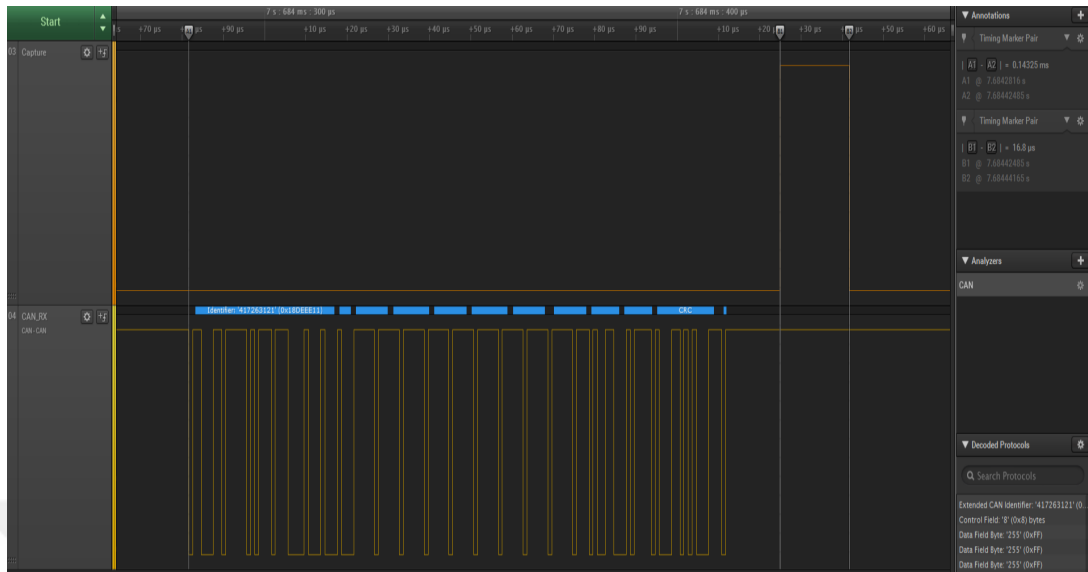 Start
7 s : 684 ms : 300 µs
7 s : 684 ms : 400 µs
+70 µs
+90 µs
+10 µs
+20 µs
+30 µs
+40 µs
+50 µs
+60 µs
+70 µs
+80 µs
+90 µs
+10 µs
+30 µs
+50 µs
+60 µs
03 Capture
04 CAN_RX
CAN - CAN
Identifier: '417263121' (0x18DEEE11)
CRC
Annotations
Timing Marker Pair
| A1 - A2 | = 0.14325 ms
A1 @ 7.6842816 s
A2 @ 7.68442485 s
Timing Marker Pair
| B1 - B2 | = 16.8 µs
B1 @ 7.68442485 s
B2 @ 7.68444165 s
Analyzers
CAN
Decoded Protocols
Search Protocols
Extended CAN Identifier: '417263121' (0...
Control Field: '8' (0x8) bytes
Data Field Byte: '255' (0xFF)
Data Field Byte: '255' (0xFF)
Data Field Byte: '255' (0xFF)